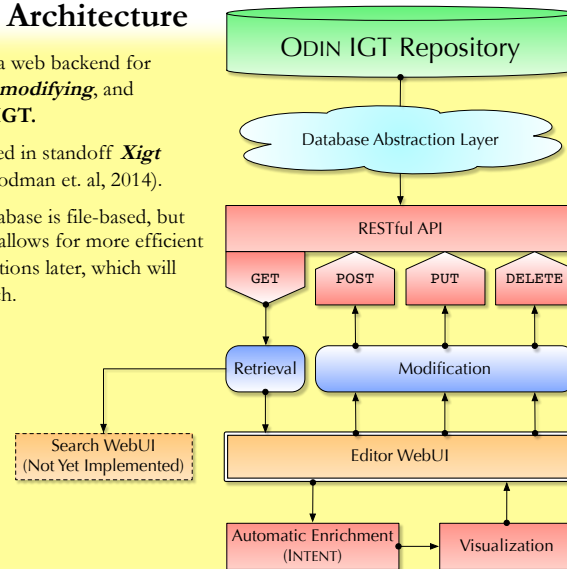 Architecture
a web backend for
modifying, and
IGT.
ed in standoff Xigt
odman et. al, 2014).
abase is file-based, but
allows for more efficient
tions later, which will
ch.
ODIN IGT Repository
Database Abstraction Layer
RESTful API
GET
POST
PUT
DELETE
Retrieval
Modification
Search WebUI
(Not Yet Implemented)
Editor WebUI
Automatic Enrichment
(INTENT)
Visualization